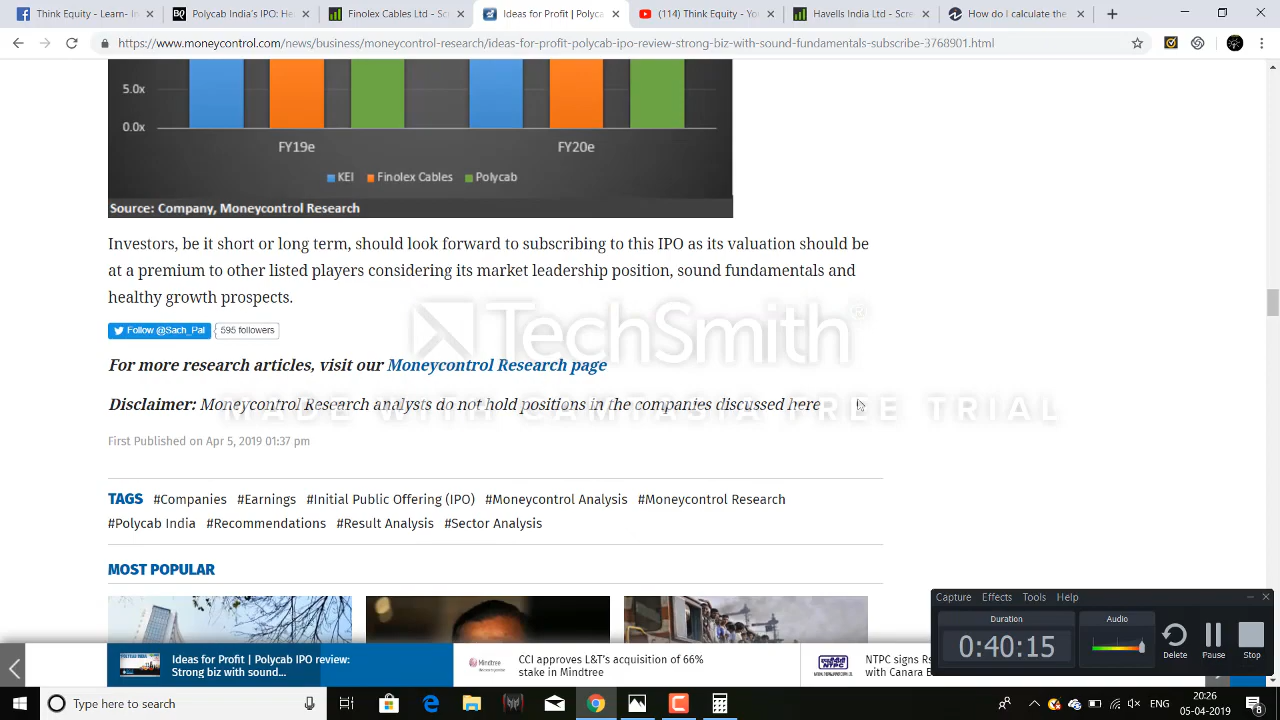 Think India - In
Polycab India's IPO: He
Finolex Cables Ltd - Sc
Ideas for Profit | Polyca
(114) Think India - You
Havells India Ltd - Scre
How do I calculate the
https://www.moneycontrol.com/news/business/moneycontrol-research/ideas-for-profit-polycab-ipo-review-strong-biz-with-sound-fundamentals-subscribe-3768901.html
5.0x
0.0x
FY19e
FY20e
KEI
Finolex Cables
Polycab
Source: Company, Moneycontrol Research
Investors, be it short or long term, should look forward to subscribing to this IPO as its valuation should be
at a premium to other listed players considering its market leadership position, sound fundamentals and
healthy growth prospects.
Follow @Sach_Pal
595 followers
TechSmith
For more research articles, visit our Moneycontrol Research page
Disclaimer: Moneycontrol Research analysts do not hold positions in the companies discussed here
MADE WITH CAMTASIA FREE TRIAL
First Published on Apr 5, 2019 01:37 pm
TAGS #Companies #Earnings #Initial Public Offering (IPO) #Moneycontrol Analysis #Moneycontrol Research
#Polycab India #Recommendations #Result Analysis #Sector Analysis
MOST POPULAR
Capture Effects Tools Help
Duration
Audio
0:40:15
Delete
Pause
Stop
Ideas for Profit | Polycab IPO review:
Strong biz with sound...
Mindtree
CCI approves L&T's acquisition of 66%
stake in Mindtree
NTPC signs Rs
with Canara B
Type here to search
ENG
20:26
05-04-2019
8